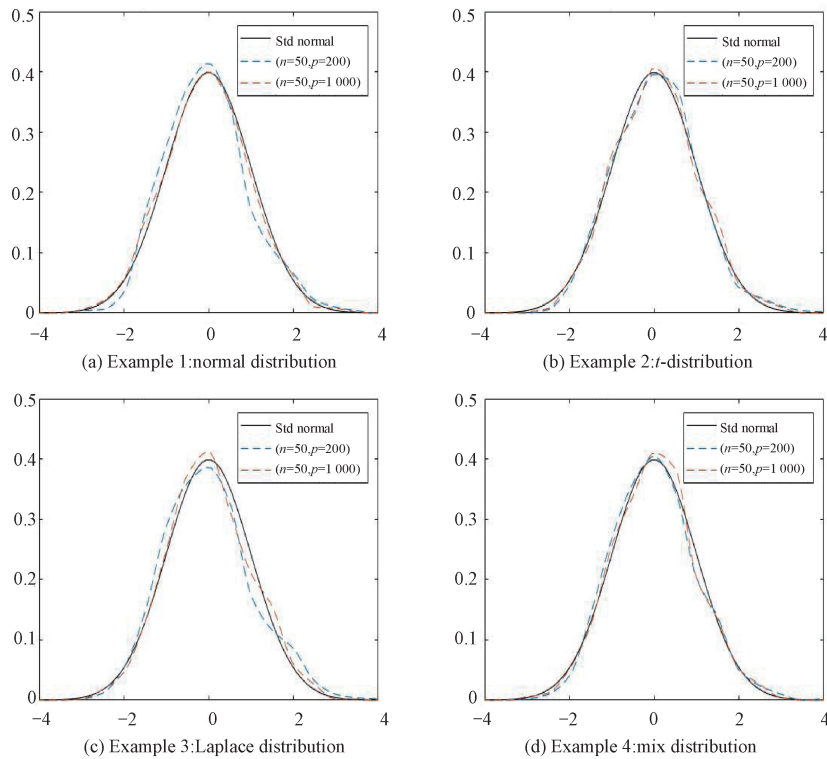 0.5
0.4
0.3
0.2
0.1
0
−4
−2
0
2
4
Std normal
(n=50,p=200)
(n=50,p=1 000)
(a) Example 1:normal distribution
0.5
0.4
0.3
0.2
0.1
0
−4
−2
0
2
4
Std normal
(n=50,p=200)
(n=50,p=1 000)
(b) Example 2:t-distribution
0.5
0.4
0.3
0.2
0.1
0
−4
−2
0
2
4
Std normal
(n=50,p=200)
(n=50,p=1 000)
(c) Example 3:Laplace distribution
0.5
0.4
0.3
0.2
0.1
0
−4
−2
0
2
4
Std normal
(n=50,p=200)
(n=50,p=1 000)
(d) Example 4:mix distribution